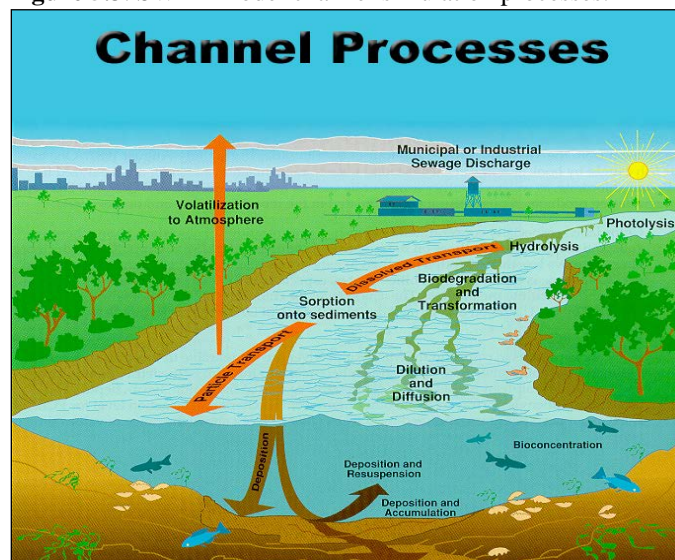 Channel Processes
Municipal or Industrial
Sewage Discharge
Volatilization
to Atmosphere
Photolysis
Hydrolysis
Dissolved Transport
Biodegradation
and
Transformation
Sorption
onto sediments
Particle Transport
Dilution
and
Diffusion
Deposition
Bioconcentration
Deposition and
Resuspension
Deposition and
Accumulation